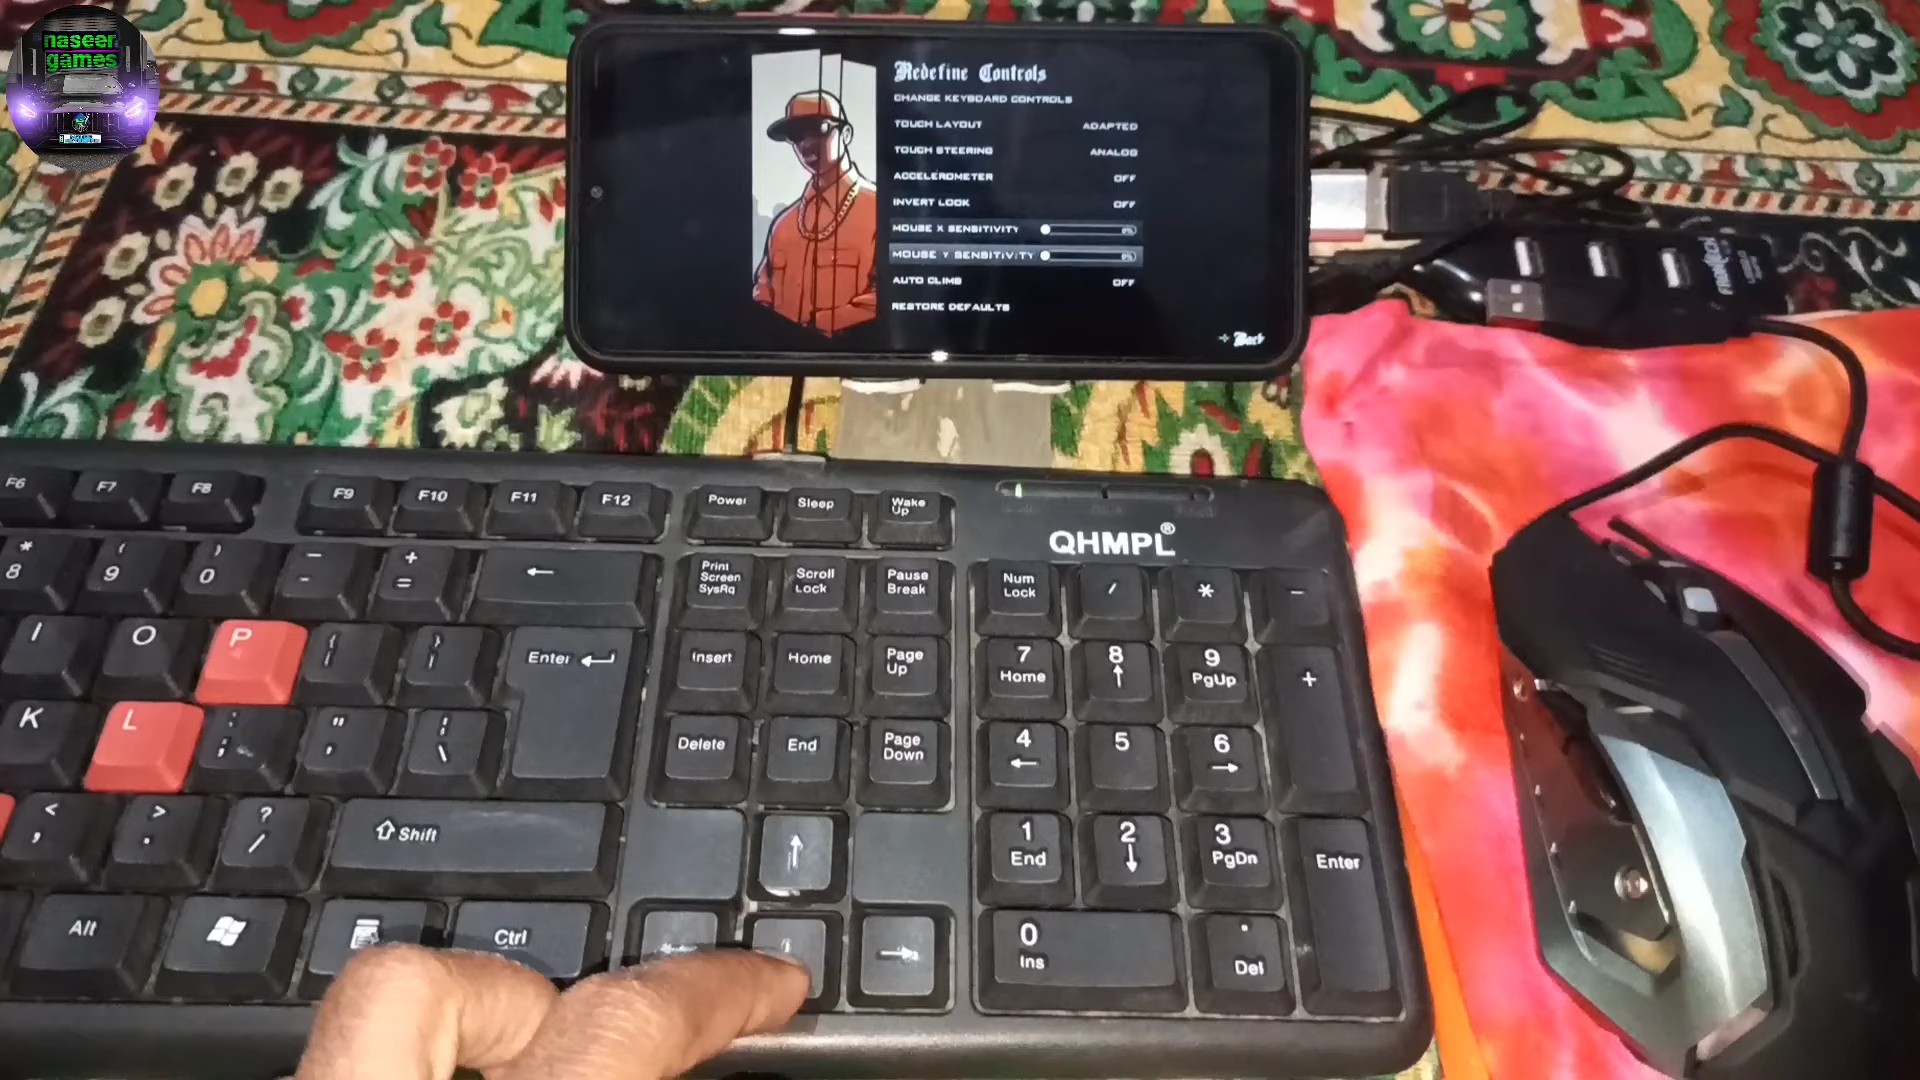 naseer
games
Redefine Controls
CHANGE KEYBOARD CONTROLS
TOUCH LAYOUT ADAPTED
TOUCH STEERING ANALOG
ACCELEROMETER OFF
INVERT LOOK OFF
MOUSE X SENSITIVITY 0%
MOUSE Y SENSITIVITY 0%
AUTO CLIMB OFF
RESTORE DEFAULTS
Back
FRONTECH
QHMPL®
F6 F7 F8 F9 F10 F11 F12 Power Sleep Wake Up
* 8 ( 9 ) 0 _ - + = ← Print Screen SysRq Scroll Lock Pause Break Num Lock / * -
I O P { [ } ] Enter ↵ Insert Home Page Up 7 Home 8 ↑ 9 PgUp +
K L : ; " ' | \ Delete End Page Down 4 ← 5 6 →
< , > . ? / ⇧ Shift ↑ 1 End 2 ↓ 3 PgDn Enter
Alt Ctrl → 0 Ins . Del